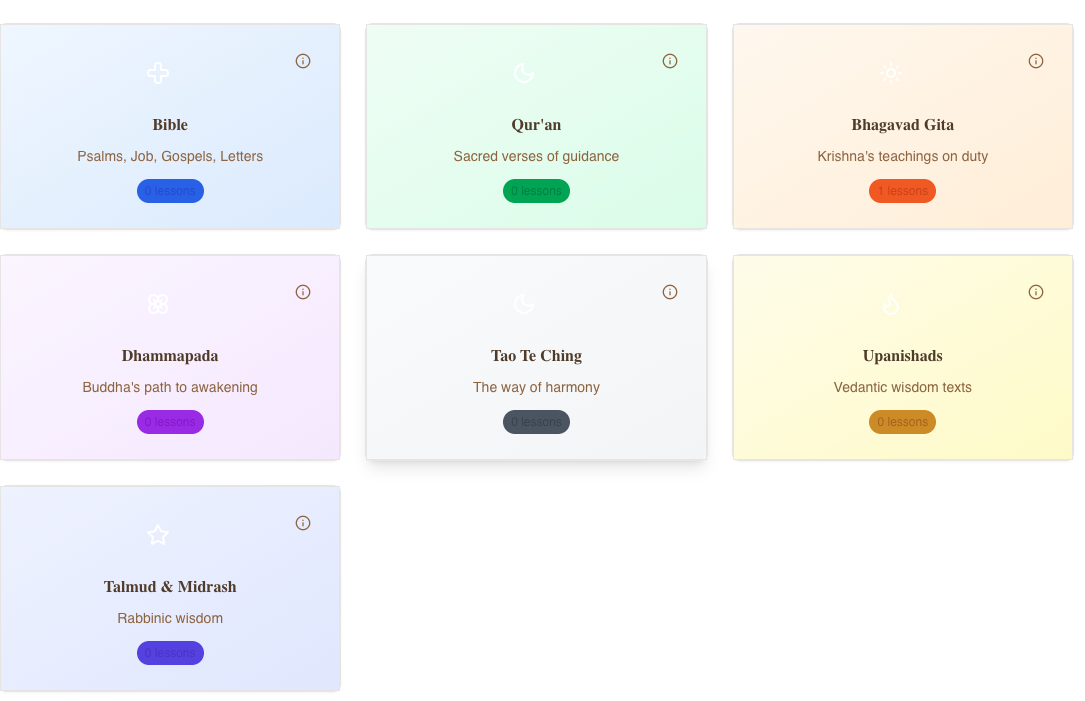 Bible
Psalms, Job, Gospels, Letters
0 lessons
Qur'an
Sacred verses of guidance
0 lessons
Bhagavad Gita
Krishna's teachings on duty
1 lessons
Dhammapada
Buddha's path to awakening
0 lessons
Tao Te Ching
The way of harmony
0 lessons
Upanishads
Vedantic wisdom texts
0 lessons
Talmud & Midrash
Rabbinic wisdom
0 lessons